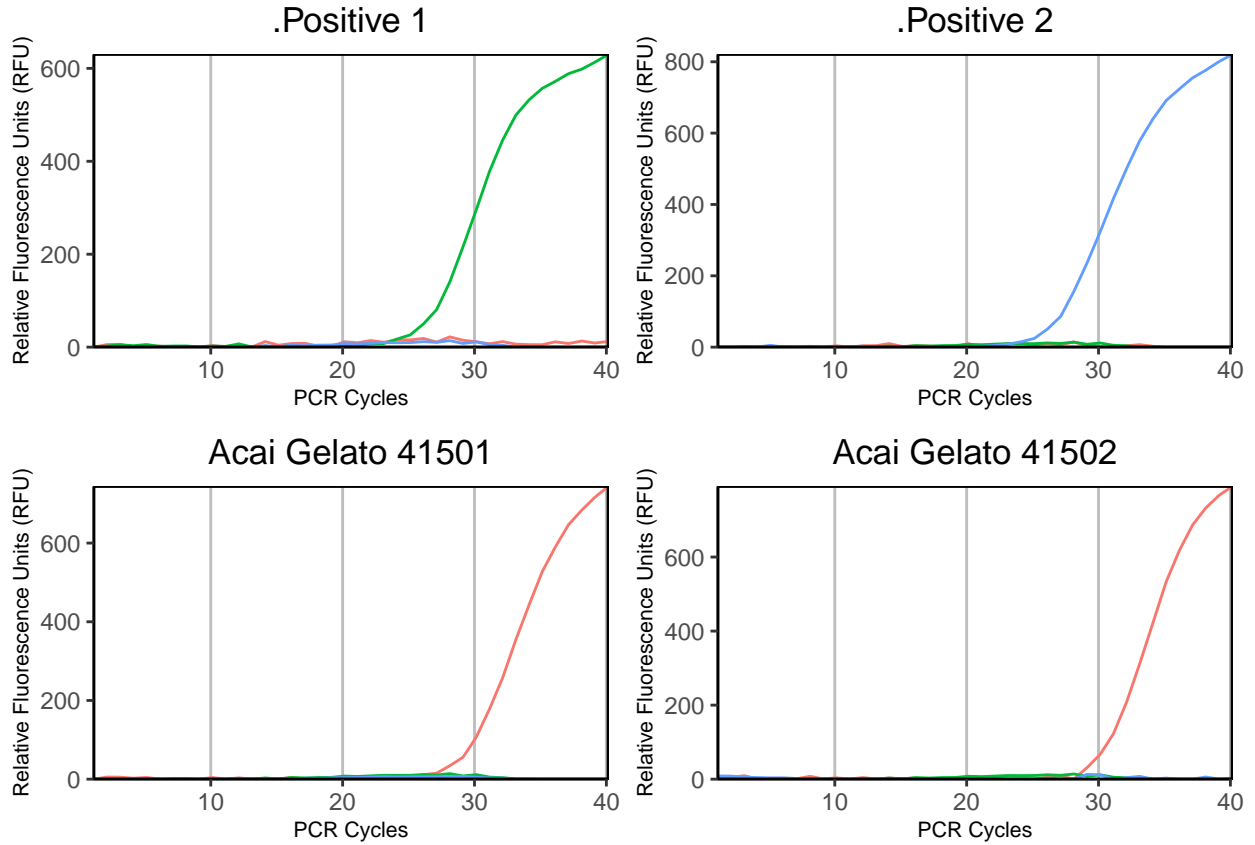 .Positive 1
Relative Fluorescence Units (RFU)
600
400
200
0
10
20
30
40
PCR Cycles
.Positive 2
Relative Fluorescence Units (RFU)
800
600
400
200
0
10
20
30
40
PCR Cycles
Acai Gelato 41501
Relative Fluorescence Units (RFU)
600
400
200
0
10
20
30
40
PCR Cycles
Acai Gelato 41502
Relative Fluorescence Units (RFU)
600
400
200
0
10
20
30
40
PCR Cycles